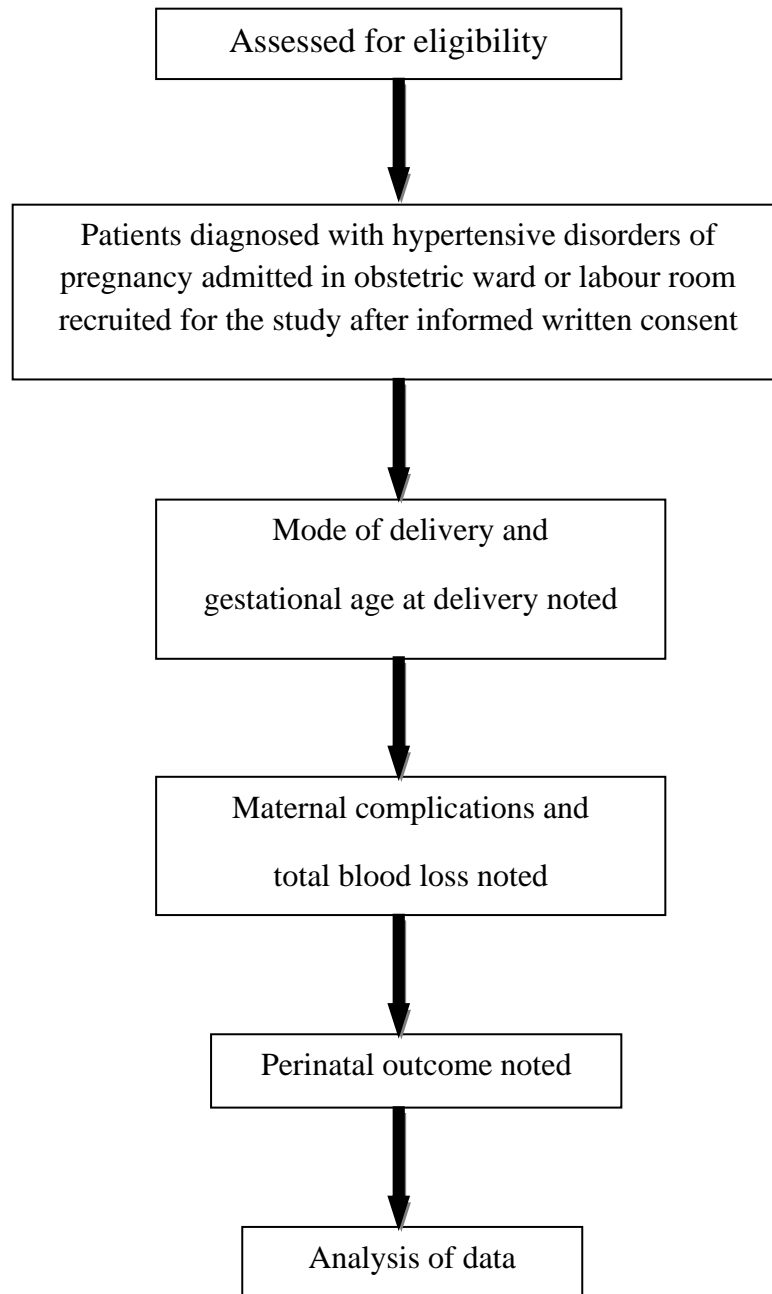 Assessed for eligibility
Patients diagnosed with hypertensive disorders of
pregnancy admitted in obstetric ward or labour room
recruited for the study after informed written consent
Mode of delivery and
gestational age at delivery noted
Maternal complications and
total blood loss noted
Perinatal outcome noted
Analysis of data